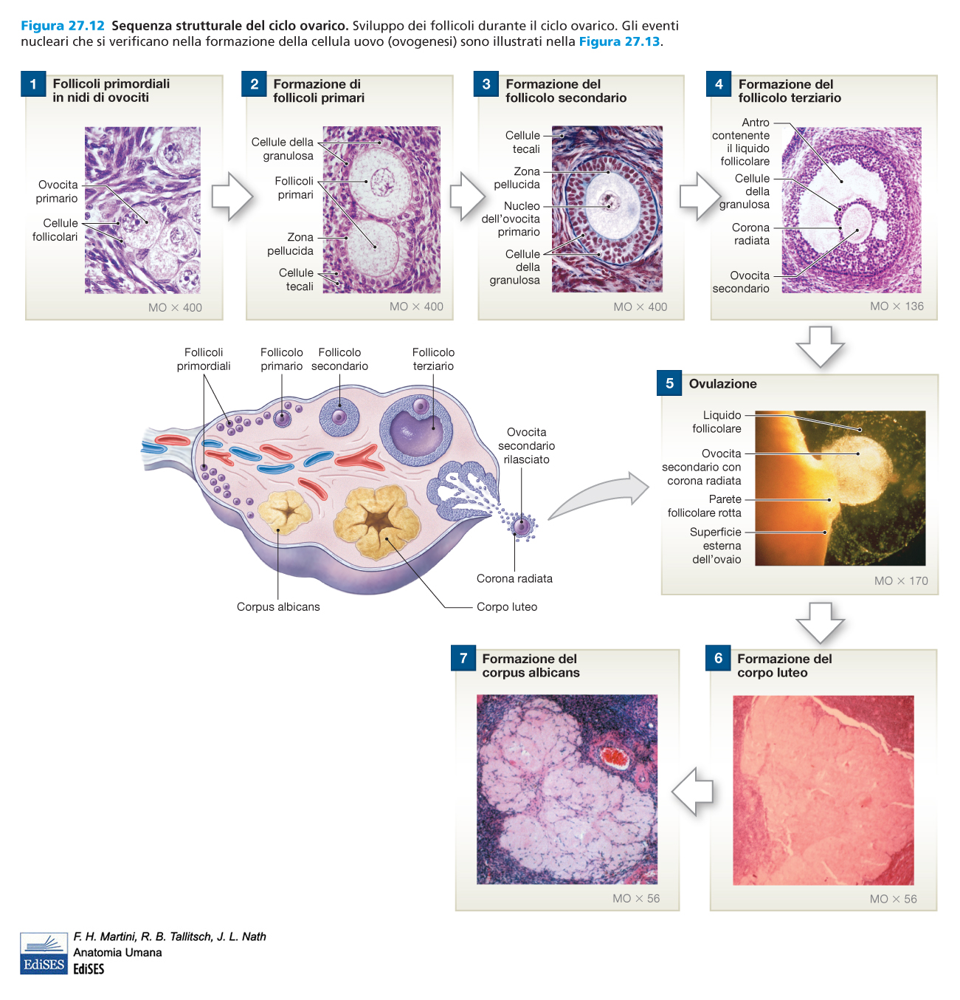 Figura 27.12 Sequenza strutturale del ciclo ovarico. Sviluppo dei follicoli durante il ciclo ovarico. Gli eventi
nucleari che si verificano nella formazione della cellula uovo (ovogenesi) sono illustrati nella Figura 27.13.
1
Follicoli primordiali
in nidi di ovociti
Ovocita
primario
Cellule
follicolari
MO × 400
2
Formazione di
follicoli primari
Cellule della
granulosa
Follicoli
primari
Zona
pellucida
Cellule
tecali
MO × 400
3
Formazione del
follicolo secondario
Cellule
tecali
Zona
pellucida
Nucleo
dell'ovocita
primario
Cellule
della
granulosa
MO × 400
4
Formazione del
follicolo terziario
Antro
contenente
il liquido
follicolare
Cellule
della
granulosa
Corona
radiata
Ovocita
secondario
MO × 136
Follicoli
primordiali
Follicolo
primario
Follicolo
secondario
Follicolo
terziario
Ovocita
secondario
rilasciato
Corona radiata
Corpus albicans
Corpo luteo
5
Ovulazione
Liquido
follicolare
Ovocita
secondario con
corona radiata
Parete
follicolare rotta
Superficie
esterna
dell'ovaio
MO × 170
7
Formazione del
corpus albicans
MO × 56
6
Formazione del
corpo luteo
MO × 56
EdiSES
F. H. Martini, R. B. Tallitsch, J. L. Nath
Anatomia Umana
EdiSES